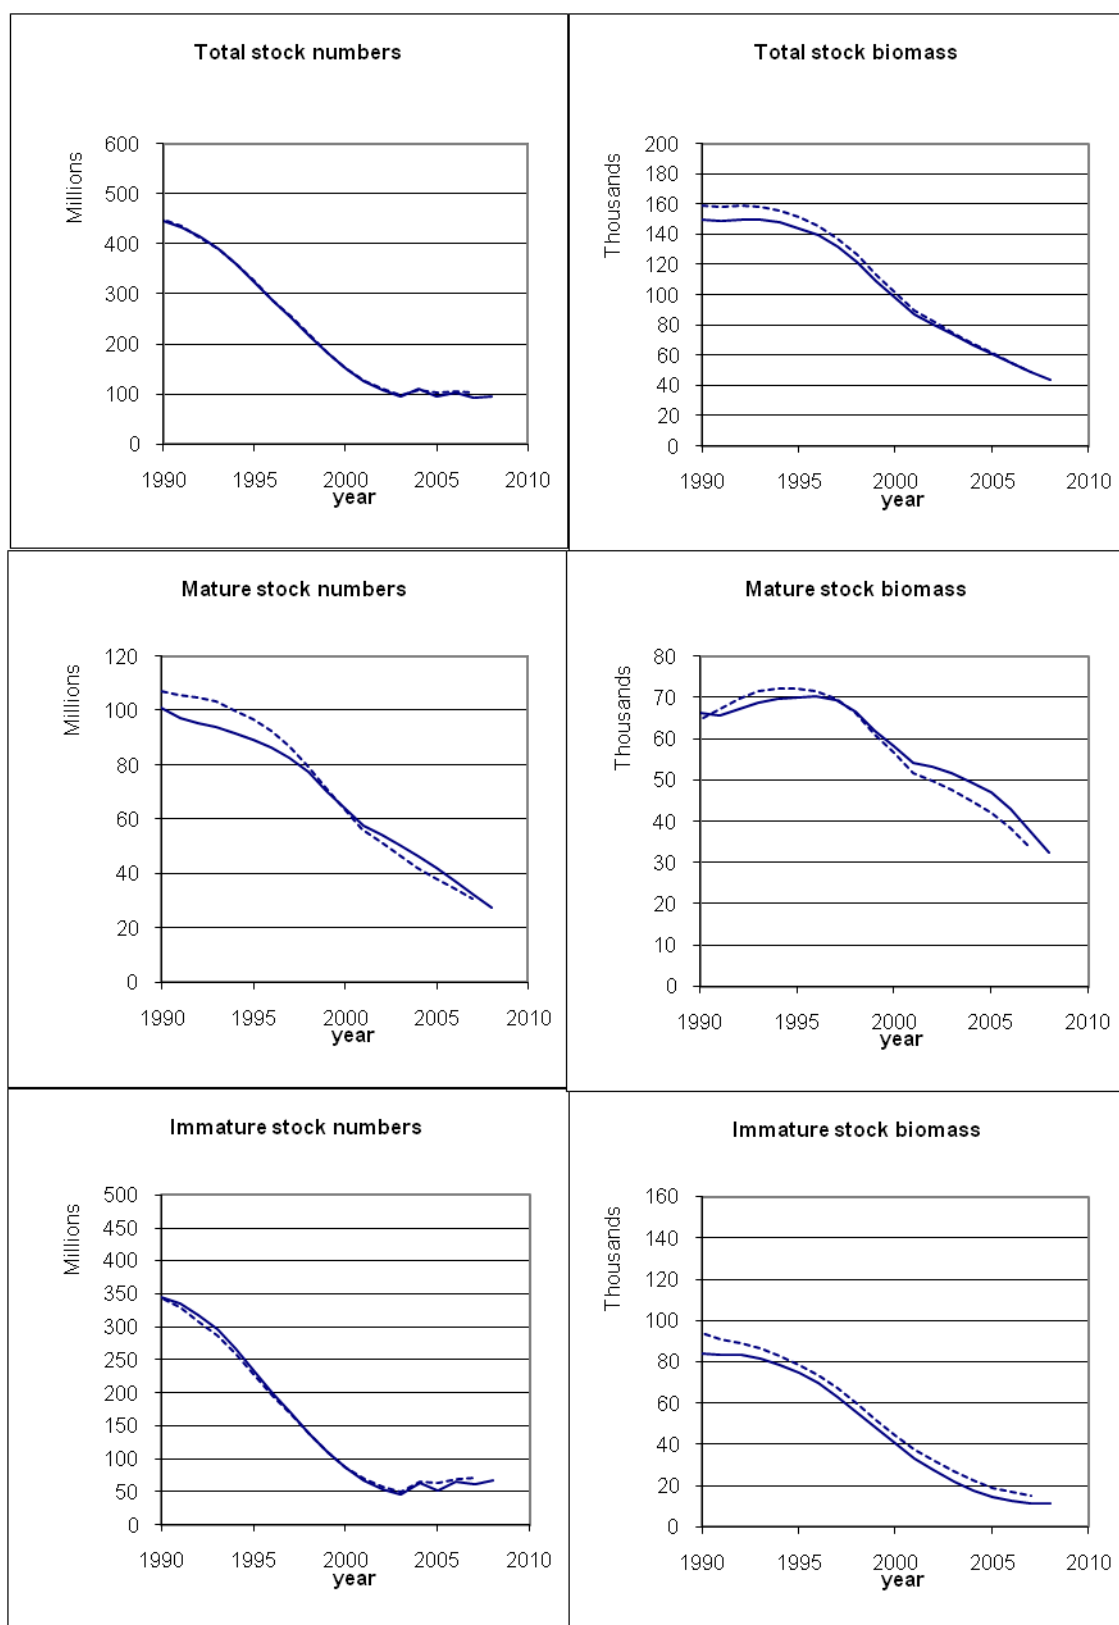 Total stock numbers
Millions
600
500
400
300
200
100
0
1990 1995 2000 2005 2010
year
Total stock biomass
Thousands
200
180
160
140
120
100
80
60
40
20
0
1990 1995 2000 2005 2010
year
Mature stock numbers
Millions
120
100
80
60
40
20
0
1990 1995 2000 2005 2010
year
Mature stock biomass
Thousands
80
70
60
50
40
30
20
10
0
1990 1995 2000 2005 2010
year
Immature stock numbers
Millions
500
450
400
350
300
250
200
150
100
50
0
1990 1995 2000 2005 2010
year
Immature stock biomass
Thousands
160
140
120
100
80
60
40
20
0
1990 1995 2000 2005 2010
year